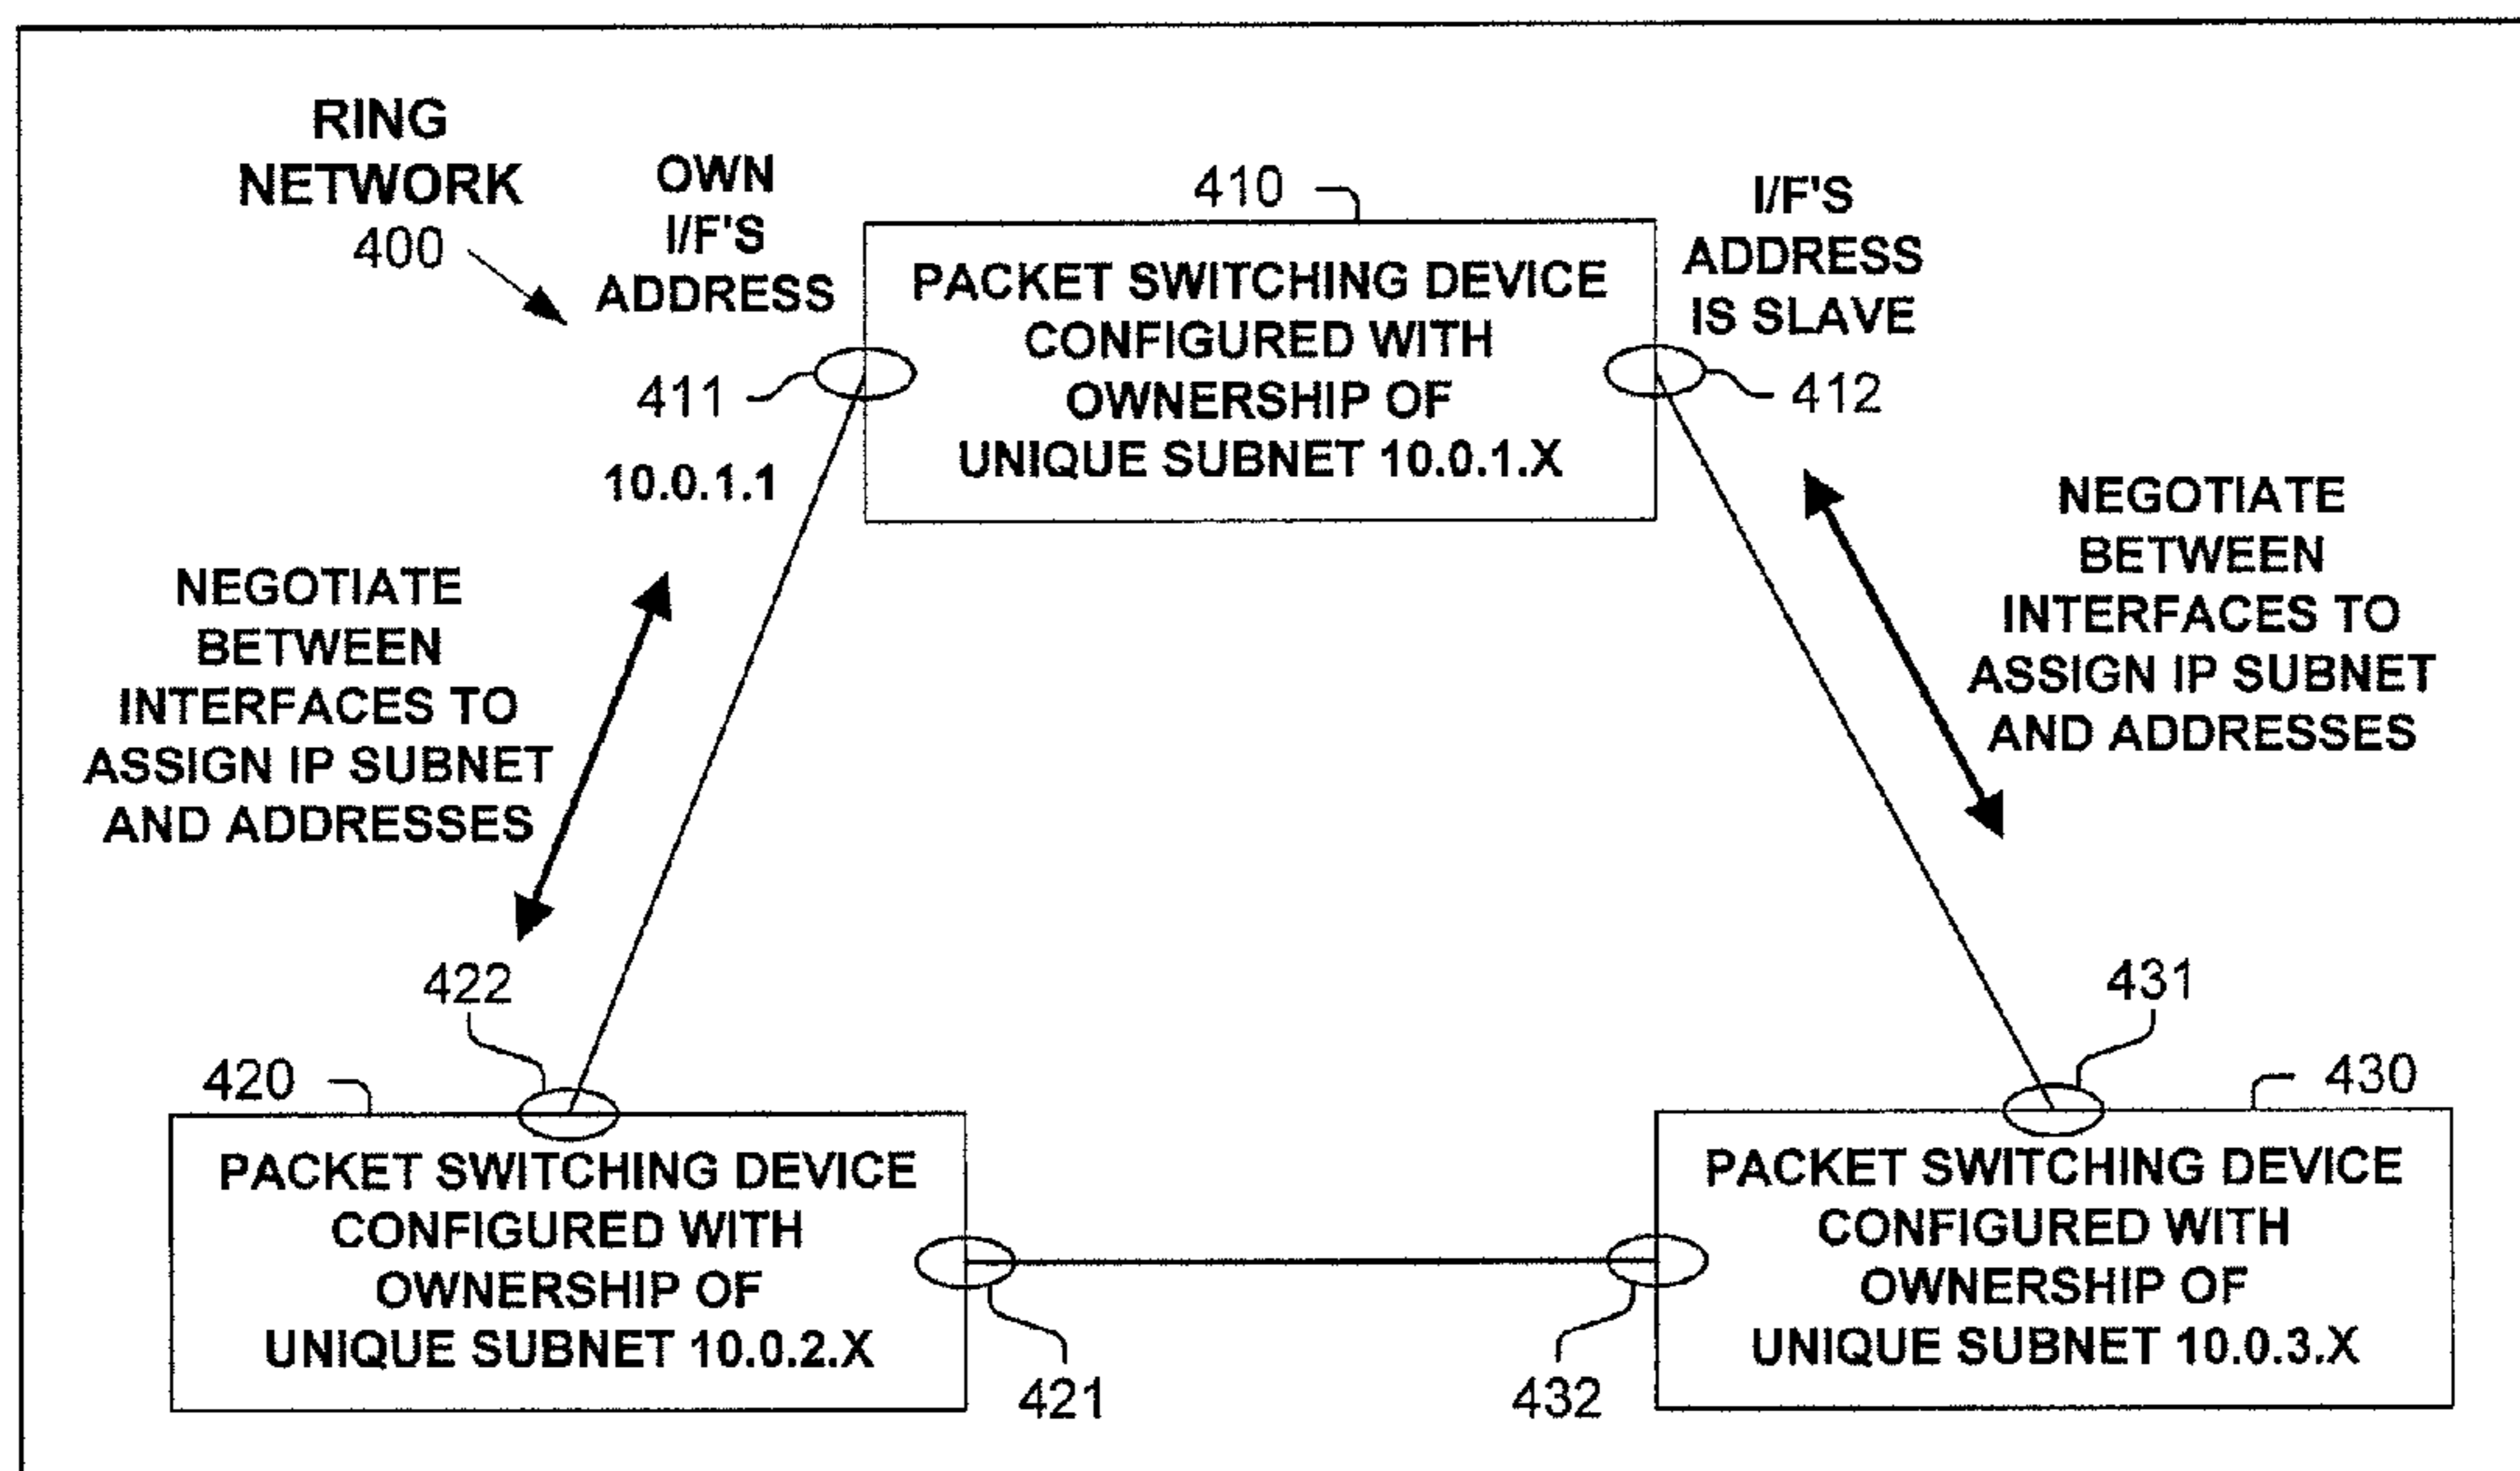 RING
NETWORK
400
OWN
I/F'S
ADDRESS
410
I/F'S
ADDRESS
IS SLAVE
PACKET SWITCHING DEVICE
CONFIGURED WITH
OWNERSHIP OF
UNIQUE SUBNET 10.0.1.X
411
412
10.0.1.1
NEGOTIATE
BETWEEN
INTERFACES TO
ASSIGN IP SUBNET
AND ADDRESSES
NEGOTIATE
BETWEEN
INTERFACES TO
ASSIGN IP SUBNET
AND ADDRESSES
422
431
420
430
PACKET SWITCHING DEVICE
CONFIGURED WITH
OWNERSHIP OF
UNIQUE SUBNET 10.0.2.X
421
432
PACKET SWITCHING DEVICE
CONFIGURED WITH
OWNERSHIP OF
UNIQUE SUBNET 10.0.3.X